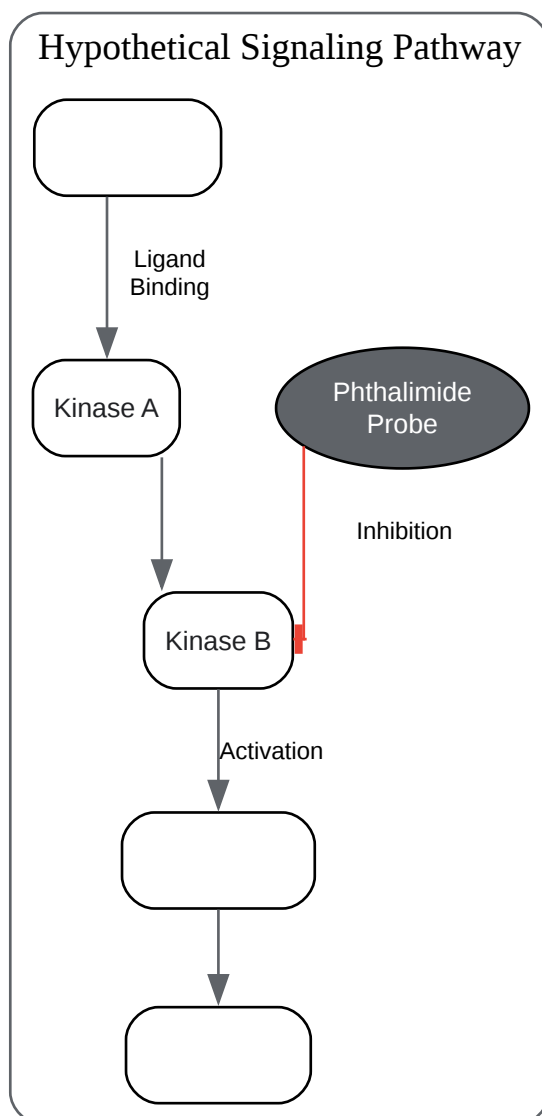 Hypothetical Signaling Pathway
Ligand
Binding
Kinase A
Phthalimide
Probe
Inhibition
Kinase B
Activation